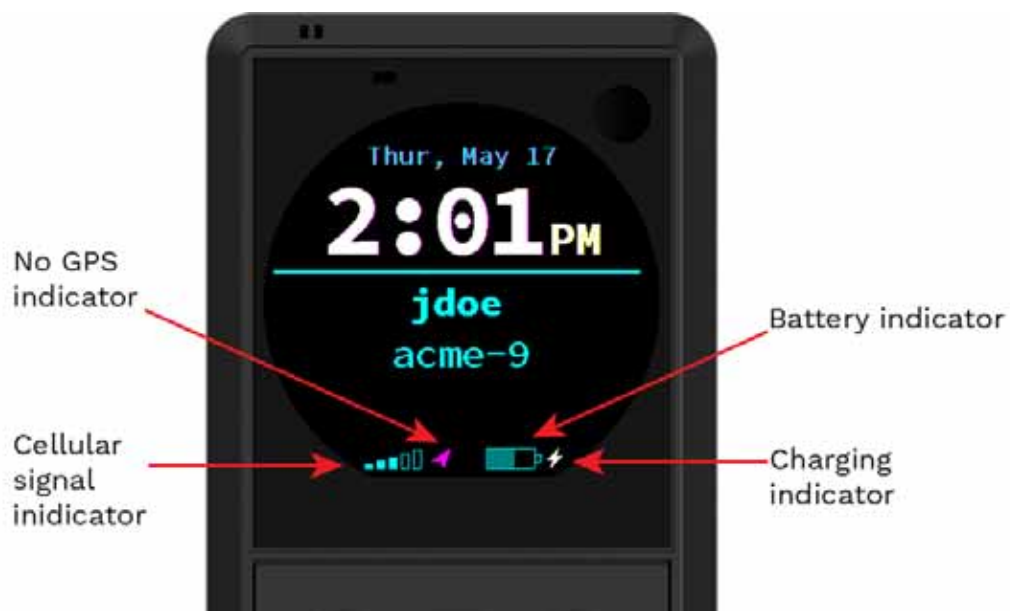 Thur, May 17
2:01PM
jdoe
acme-9
No GPS
indicator
Battery indicator
Cellular
signal
inidicator
Charging
indicator